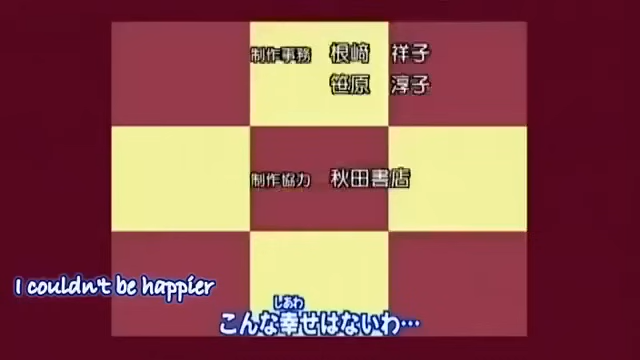 制作事務 根﨑 祥子
笹原 淳子
制作協力 秋田書店
I couldn't be happier
しあわ
こんな幸せはないわ…